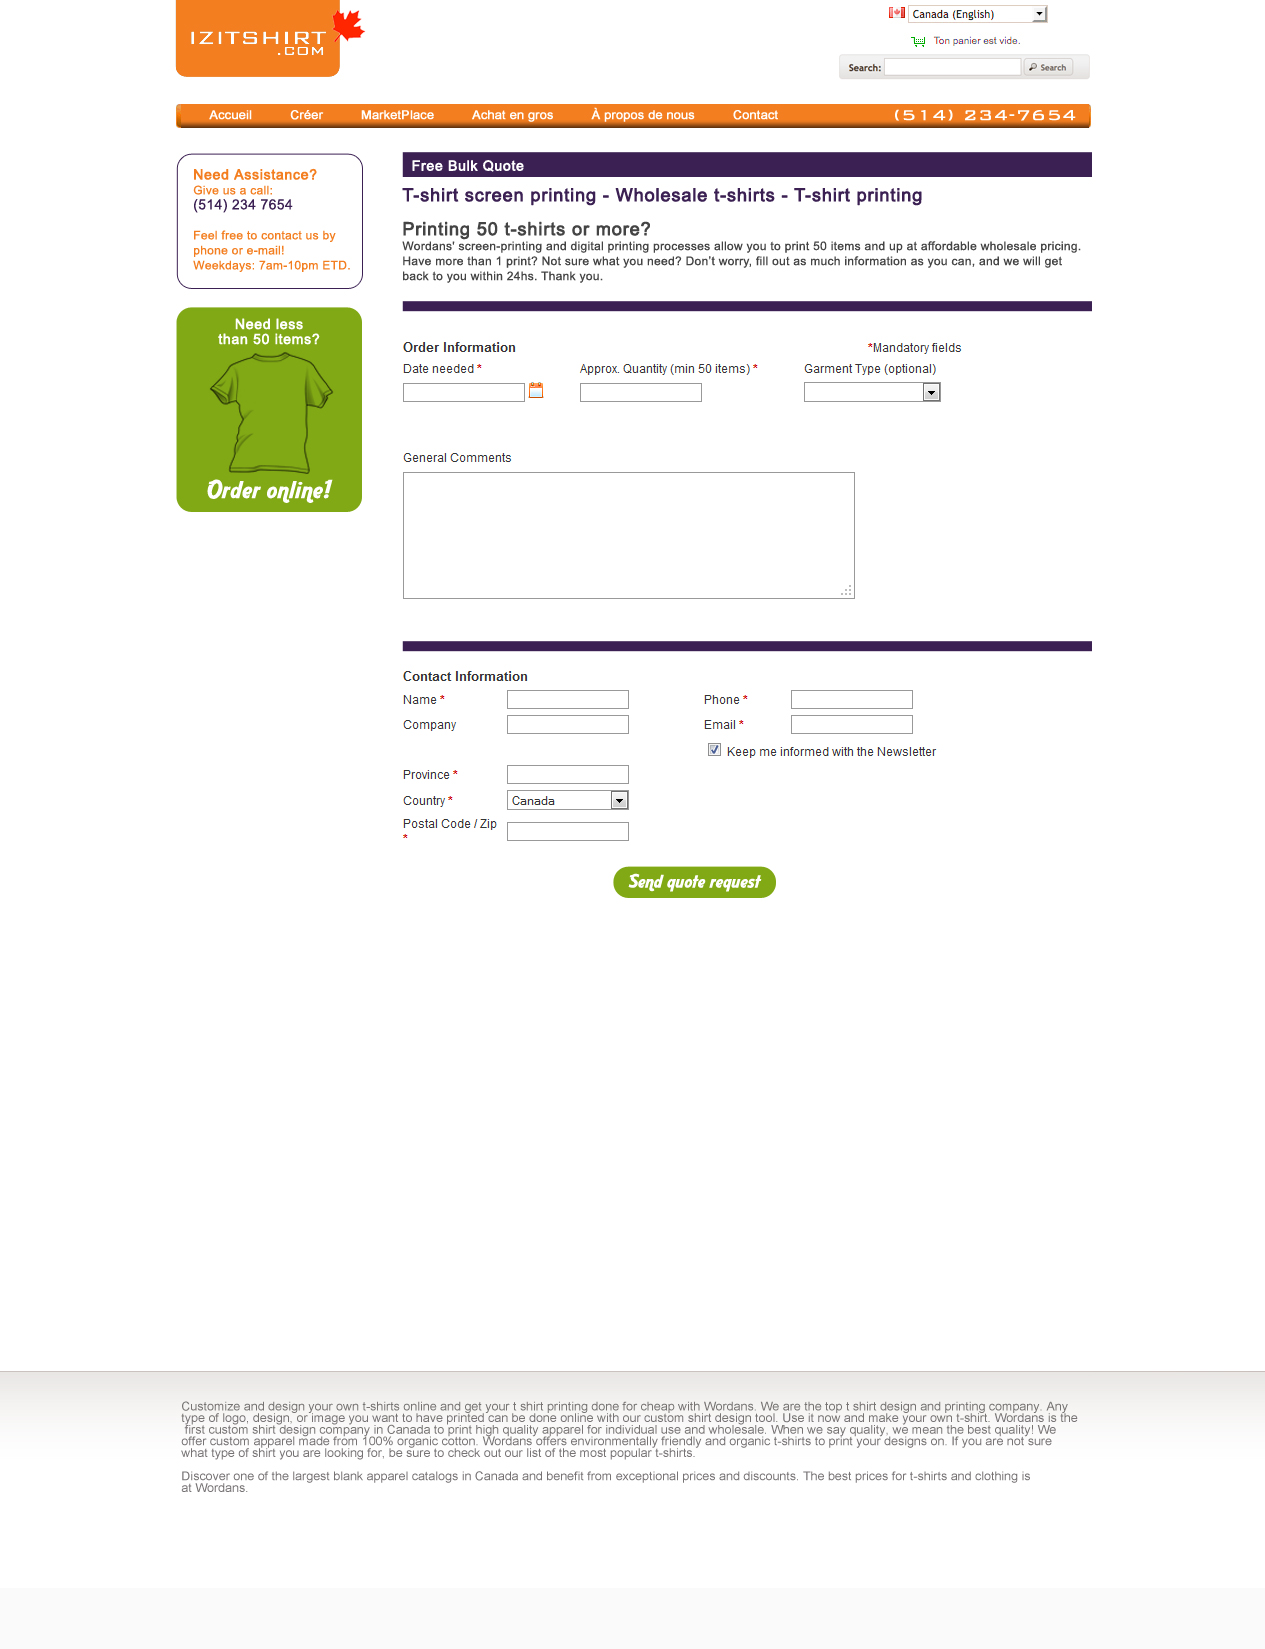 IZITSHIRT
.COM
Canada (English)
Ton panier est vide.
Search:
Search
Accueil
Créer
MarketPlace
Achat en gros
À propos de nous
Contact
(514) 234-7654
Need Assistance?
Give us a call:
(514) 234 7654
Feel free to contact us by
phone or e-mail!
Weekdays: 7am-10pm ETD.
Need less
than 50 items?
Order online!
Free Bulk Quote
T-shirt screen printing - Wholesale t-shirts - T-shirt printing
Printing 50 t-shirts or more?
Wordans' screen-printing and digital printing processes allow you to print 50 items and up at affordable wholesale pricing.
Have more than 1 print? Not sure what you need? Don't worry, fill out as much information as you can, and we will get
back to you within 24hs. Thank you.
Order Information
*Mandatory fields
Date needed *
Approx. Quantity (min 50 items) *
Garment Type (optional)
General Comments
Contact Information
Name *
Phone *
Company
Email *
Keep me informed with the Newsletter
Province *
Country *
Canada
Postal Code / Zip
*
Send quote request
Customize and design your own t-shirts online and get your t shirt printing done for cheap with Wordans. We are the top t shirt design and printing company. Any
type of logo, design, or image you want to have printed can be done online with our custom shirt design tool. Use it now and make your own t-shirt. Wordans is the
first custom shirt design company in Canada to print high quality apparel for individual use and wholesale. When we say quality, we mean the best quality! We
offer custom apparel made from 100% organic cotton. Wordans offers environmentally friendly and organic t-shirts to print your designs on. If you are not sure
what type of shirt you are looking for, be sure to check out our list of the most popular t-shirts.
Discover one of the largest blank apparel catalogs in Canada and benefit from exceptional prices and discounts. The best prices for t-shirts and clothing is
at Wordans.